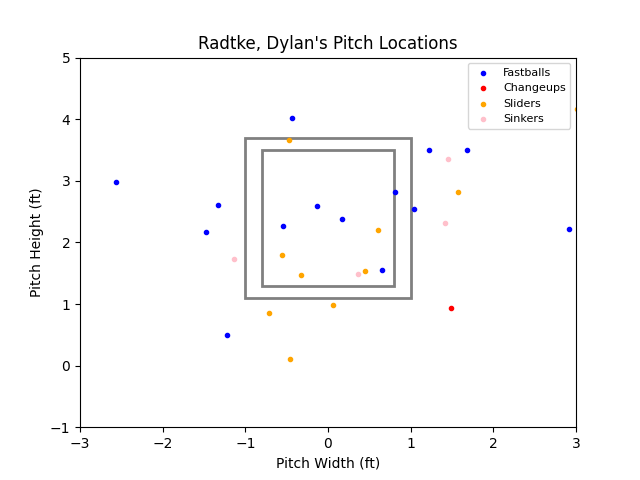 Radtke, Dylan's Pitch Locations
Fastballs
Changeups
Sliders
Sinkers
5
4
3
2
1
0
−1
Pitch Height (ft)
−3 −2 −1 0 1 2 3
Pitch Width (ft)